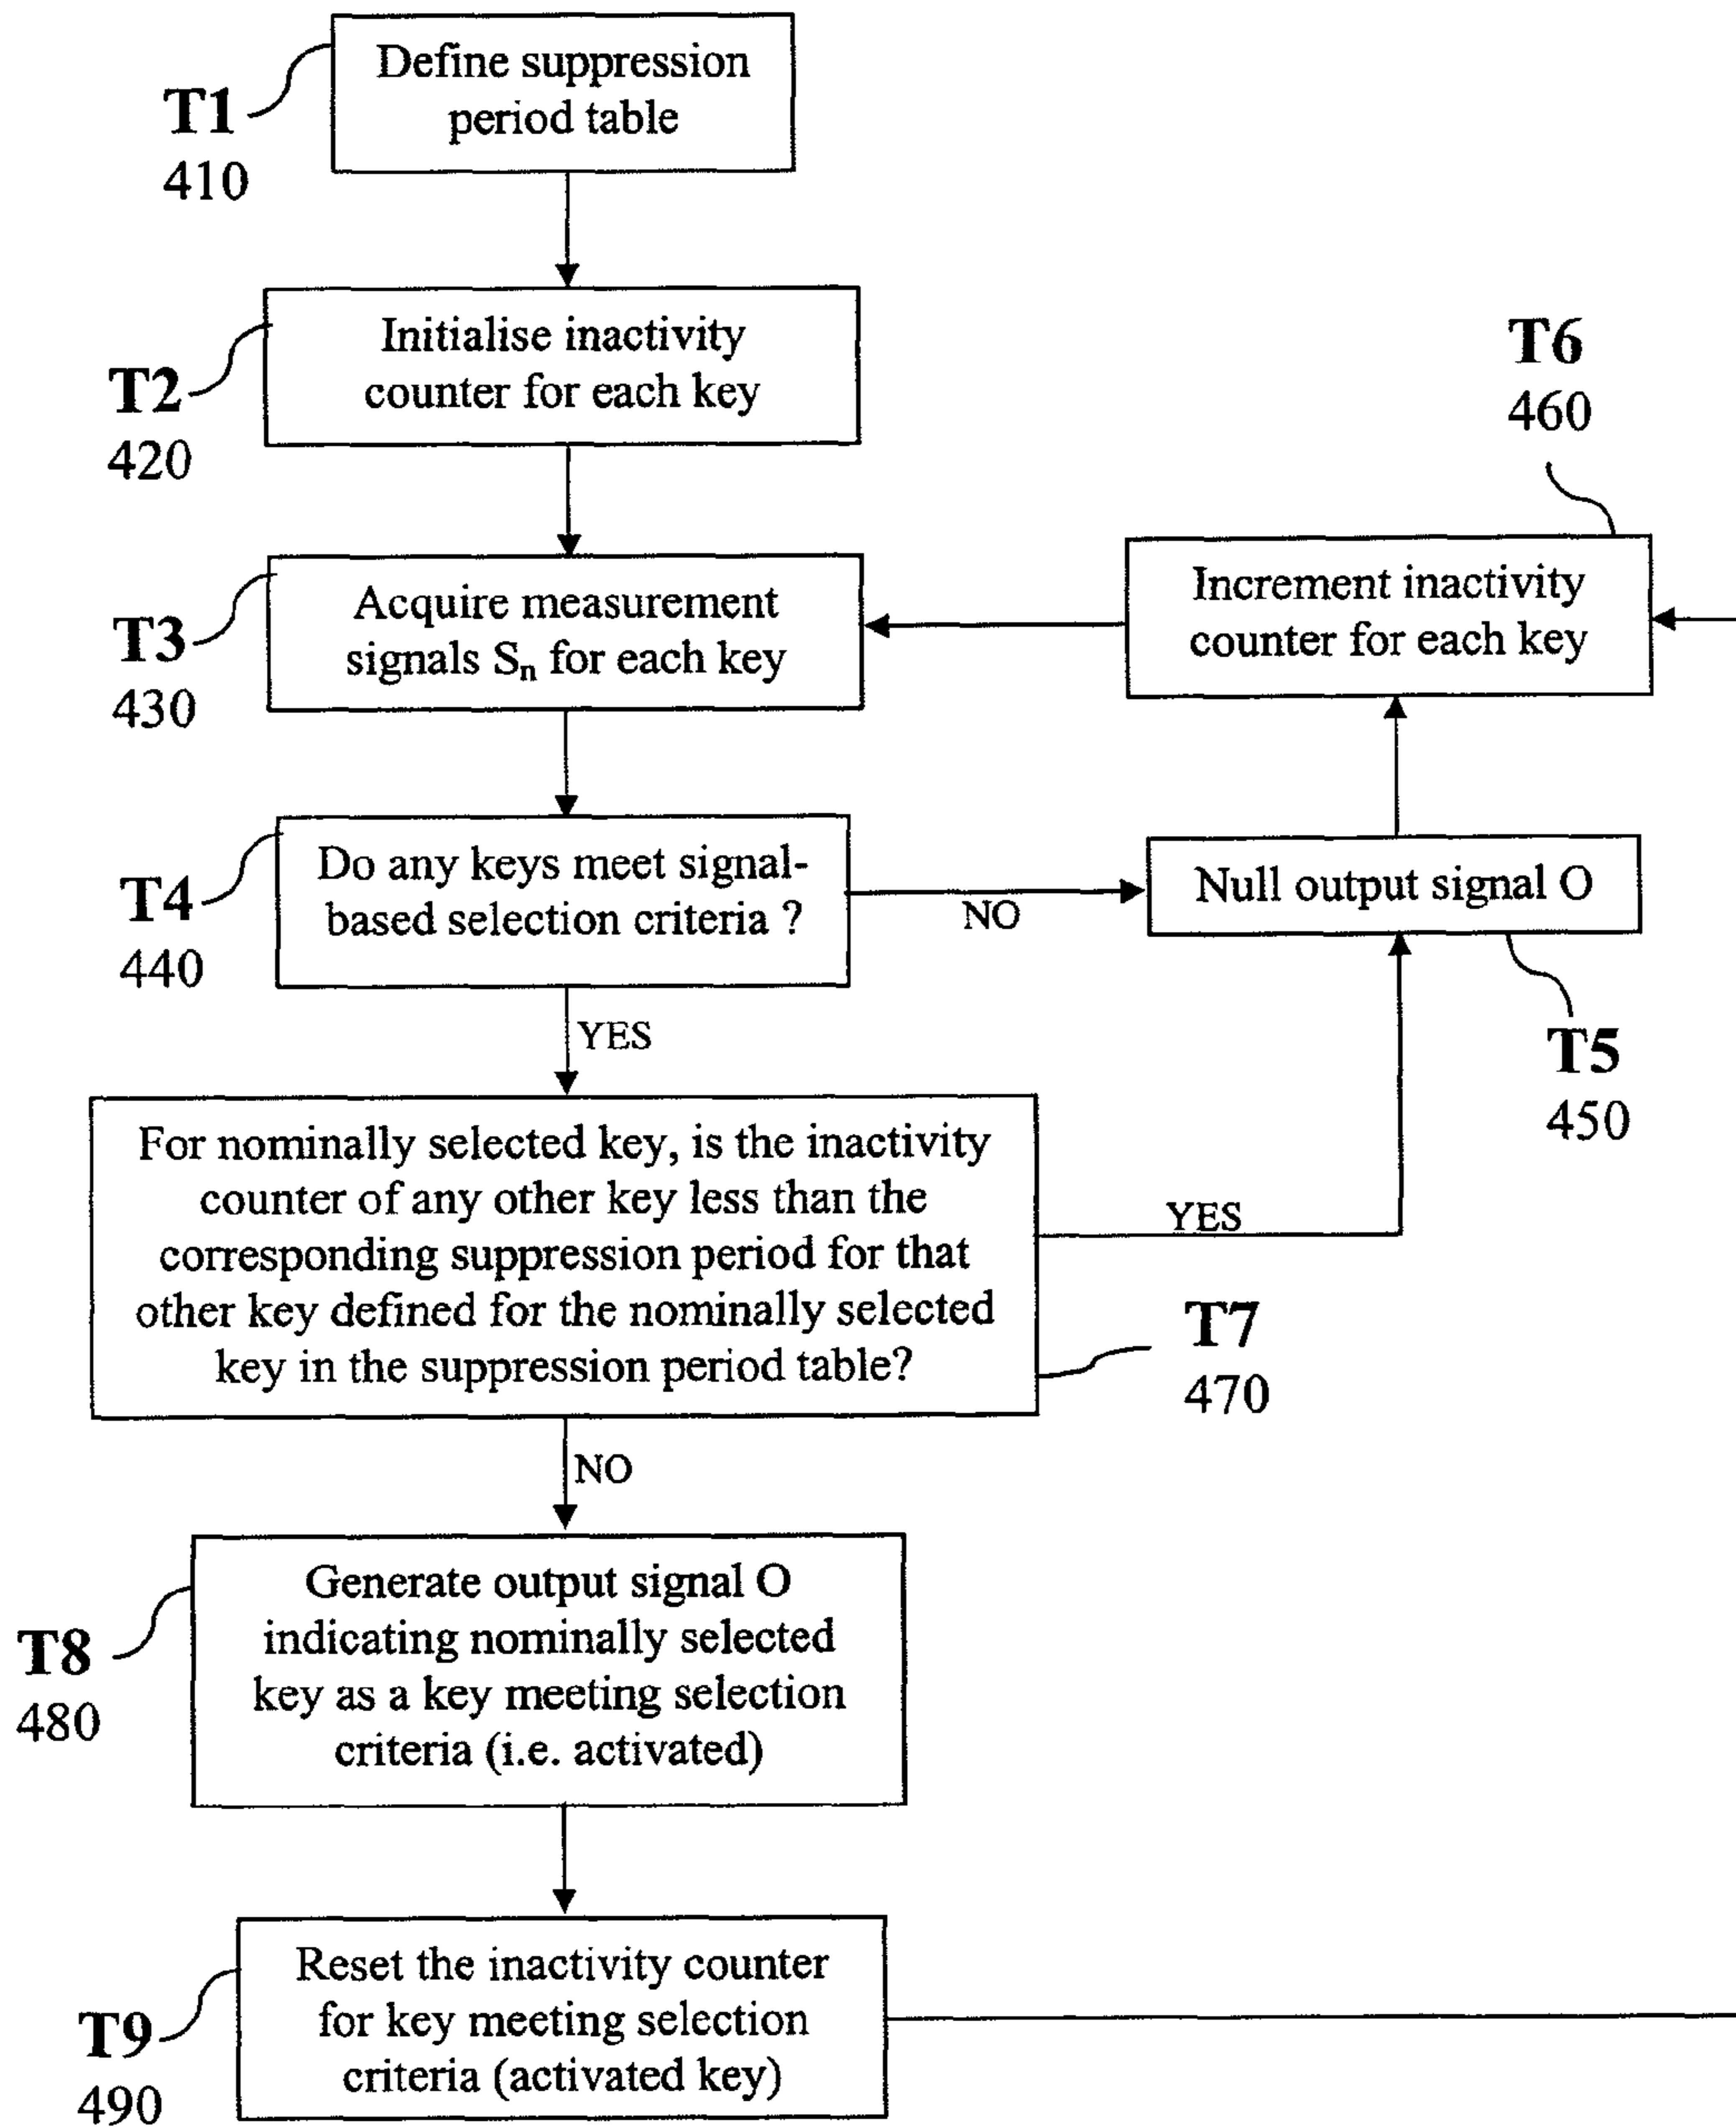 Define suppression
period table
T1
410
Initialise inactivity
counter for each key
T2
420
T6
460
Acquire measurement
signals Sn for each key
T3
430
Increment inactivity
counter for each key
Do any keys meet signal-
based selection criteria ?
T4
440
NO
Null output signal O
T5
450
YES
For nominally selected key, is the inactivity
counter of any other key less than the
corresponding suppression period for that
other key defined for the nominally selected
key in the suppression period table?
YES
T7
470
NO
Generate output signal O
indicating nominally selected
key as a key meeting selection
criteria (i.e. activated)
T8
480
Reset the inactivity counter
for key meeting selection
criteria (activated key)
T9
490